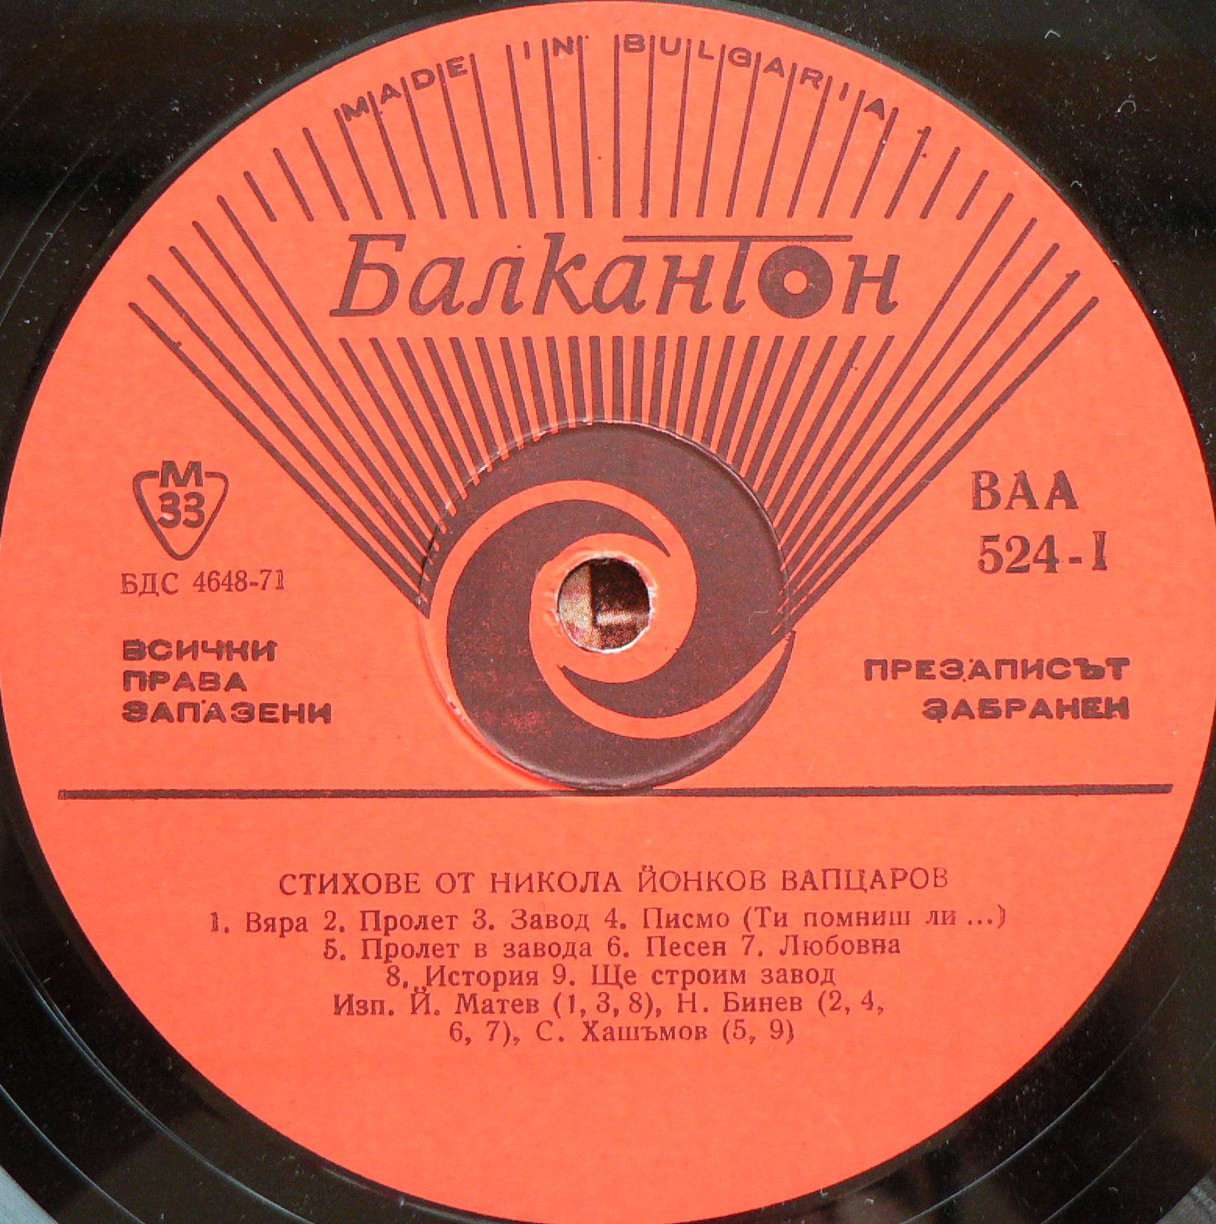 MADE IN BULGARIA
БалканТон
М
33
БДС 4648-71
ВАА
524-1
ВСИЧКИ
ПРАВА
ЗАПАЗЕНИ
ПРЕЗАПИСЪТ
ЗАБРАНЕН
СТИХОВЕ ОТ НИКОЛА ЙОНКОВ ВАПЦАРОВ
1. Вяра 2. Пролет 3. Завод 4. Писмо (Ти помниш ли ...)
5. Пролет в завода 6. Песен 7. Любовна
8. История 9. Ще строим завод
Изп. Й. Матев (1, 3, 8), Н. Бинев (2, 4,
6, 7), С. Хашъмов (5, 9)